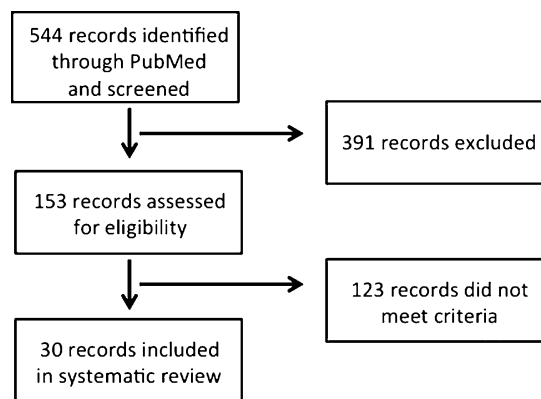 544 records identified
through PubMed
and screened
391 records excluded
153 records assessed
for eligibility
123 records did not
meet criteria
30 records included
in systematic review